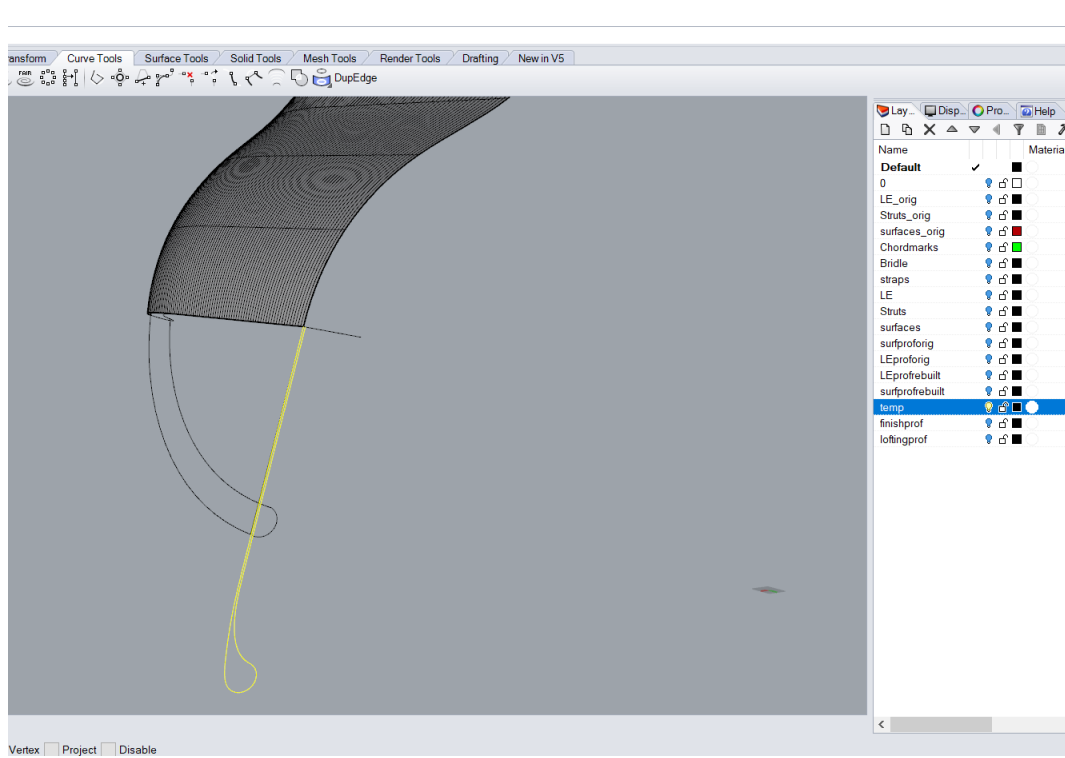 ansform Curve Tools Surface Tools Solid Tools Mesh Tools Render Tools Drafting New in V5
FAIR DupEdge
Lay... Disp... Pro... Help
Name Materia
Default
0
LE_orig
Struts_orig
surfaces_orig
Chordmarks
Bridle
straps
LE
Struts
surfaces
surfproforig
LEproforig
LEprofrebuilt
surfprofrebuilt
temp
finishprof
loftingprof
Vertex Project Disable